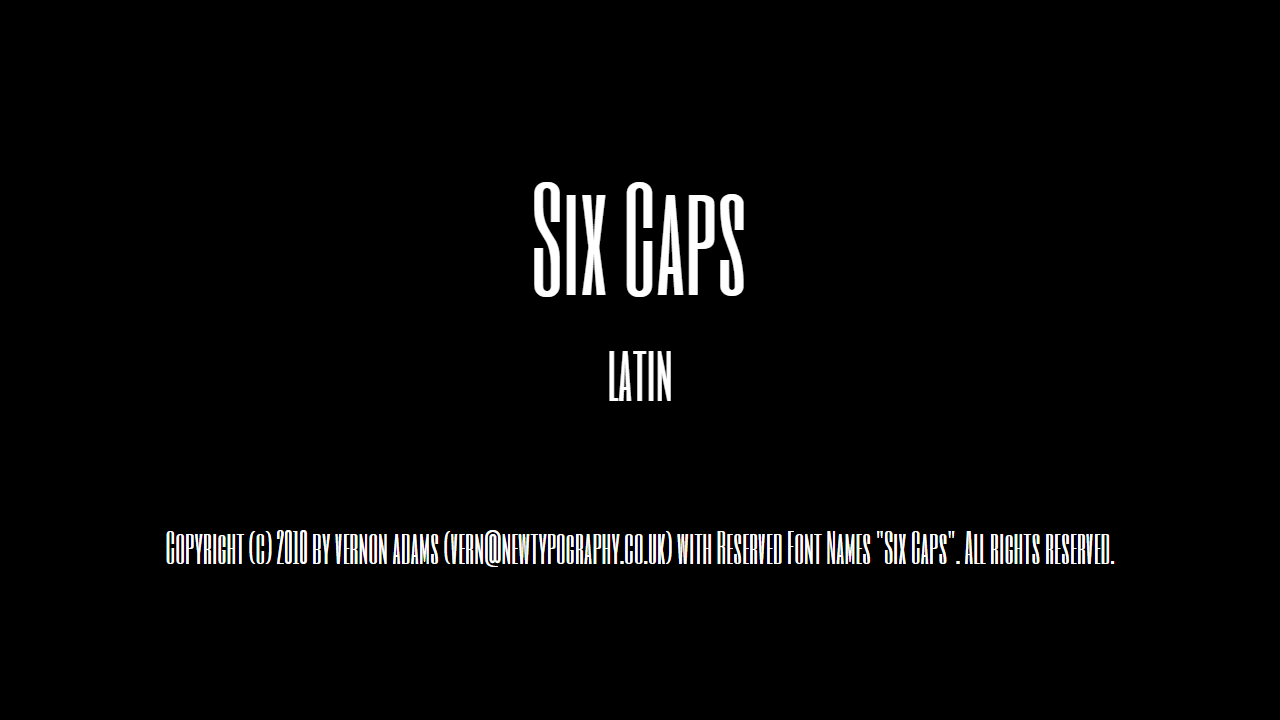 Six Caps
latin
Copyright (c) 2010 by vernon adams (vern@newtypography.co.uk) with Reserved Font Names "Six Caps" . All rights reserved.